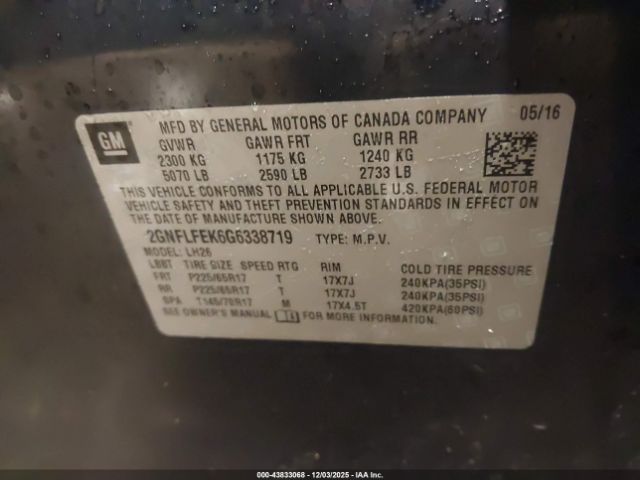 GM
MFD BY GENERAL MOTORS OF CANADA COMPANY 05/16
GVWR GAWR FRT GAWR RR
2300 KG 1175 KG 1240 KG
5070 LB 2590 LB 2733 LB
THIS VEHICLE CONFORMS TO ALL APPLICABLE U.S. FEDERAL MOTOR
VEHICLE SAFETY AND THEFT PREVENTION STANDARDS IN EFFECT ON
THE DATE OF MANUFACTURE SHOWN ABOVE.
2GNFLFEK6G6338719 TYPE: M.P.V.
MODEL: LH26
LBBT TIRE SIZE SPEED RTG RIM COLD TIRE PRESSURE
FRT P225/65R17 T 17X7J 240KPA(35PSI)
RR P225/65R17 T 17X7J 240KPA(35PSI)
SPA T145/70R17 M 17X4.5T 420KPA(60PSI)
SEE OWNER'S MANUAL FOR MORE INFORMATION.
000-43833068 - 12/03/2025 - IAA Inc.